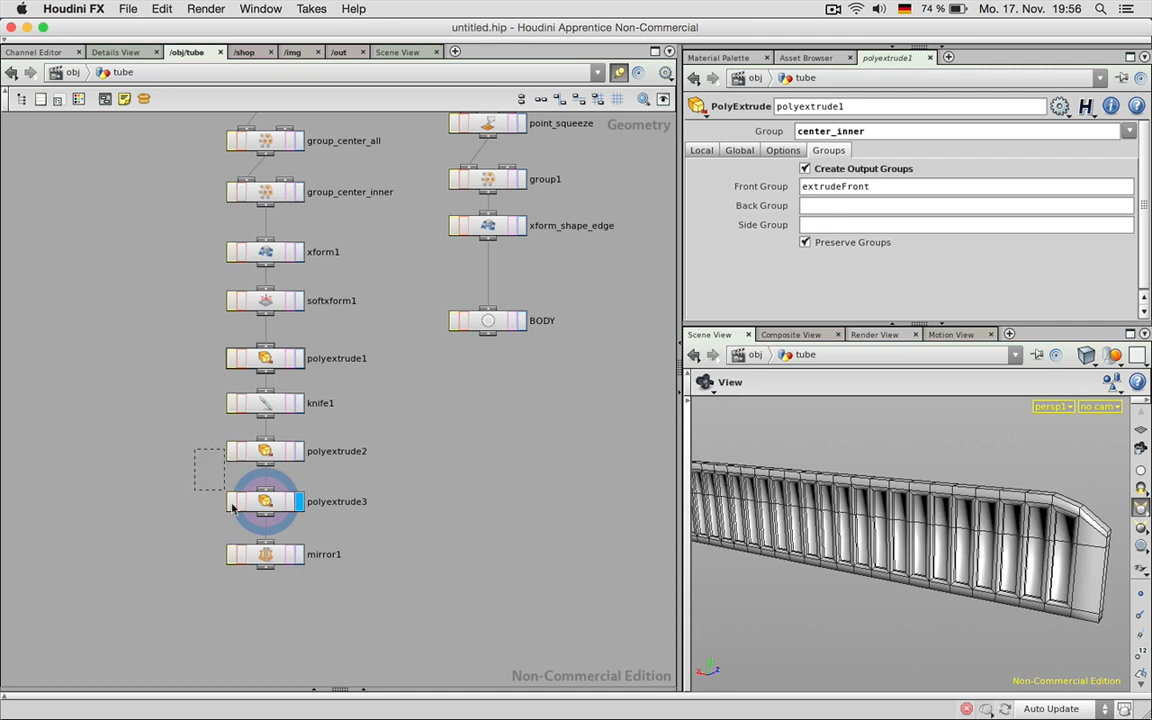 Houdini FX File Edit Render Window Takes Help 74 % Mo. 17. Nov. 19:56
untitled.hip - Houdini Apprentice Non-Commercial
Channel Editor Details View /obj/tube /shop /img /out Scene View
Material Palette Asset Browser polyextrude1
obj tube
obj tube
PolyExtrude polyextrude1
Group center_inner
Local Global Options Groups
Create Output Groups
Front Group extrudeFront
Back Group
Side Group
Preserve Groups
Geometry
group_center_all
group_center_inner
xform1
softxform1
polyextrude1
knife1
polyextrude2
polyextrude3
mirror1
point_squeeze
group1
xform_shape_edge
BODY
Non-Commercial Edition
Scene View Composite View Render View Motion View
obj tube
View
persp1 no cam
12
x z
Non-Commercial Edition
Auto Update